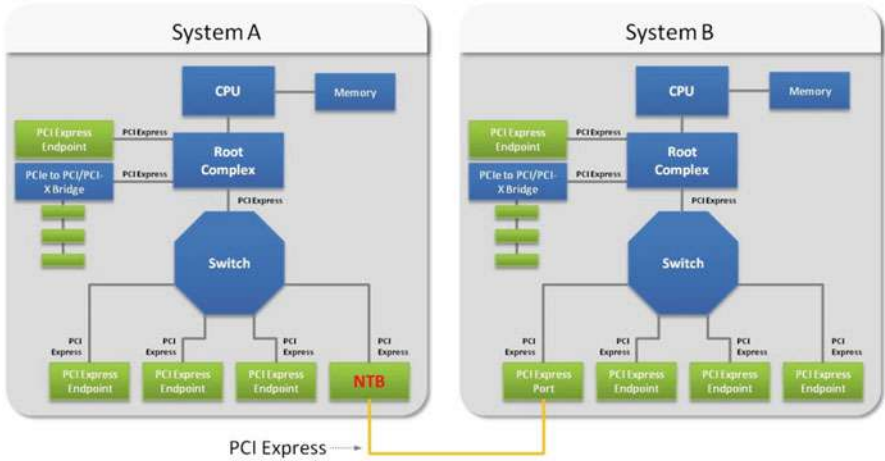 System A
CPU
Memory
PCI Express
Endpoint
PCI Express
Root
Complex
PCIe to PCI/PCI-
X Bridge
PCI Express
PCI Express
Switch
PCI
Express
PCI
Express
PCI
Express
PCI
Express
PCI Express
Endpoint
PCI Express
Endpoint
PCI Express
Endpoint
NTB
System B
CPU
Memory
PCI Express
Endpoint
PCI Express
Root
Complex
PCIe to PCI/PCI-
X Bridge
PCI Express
PCI Express
Switch
PCI
Express
PCI
Express
PCI
Express
PCI
Express
PCI Express
Port
PCI Express
Endpoint
PCI Express
Endpoint
PCI Express
Endpoint
PCI Express